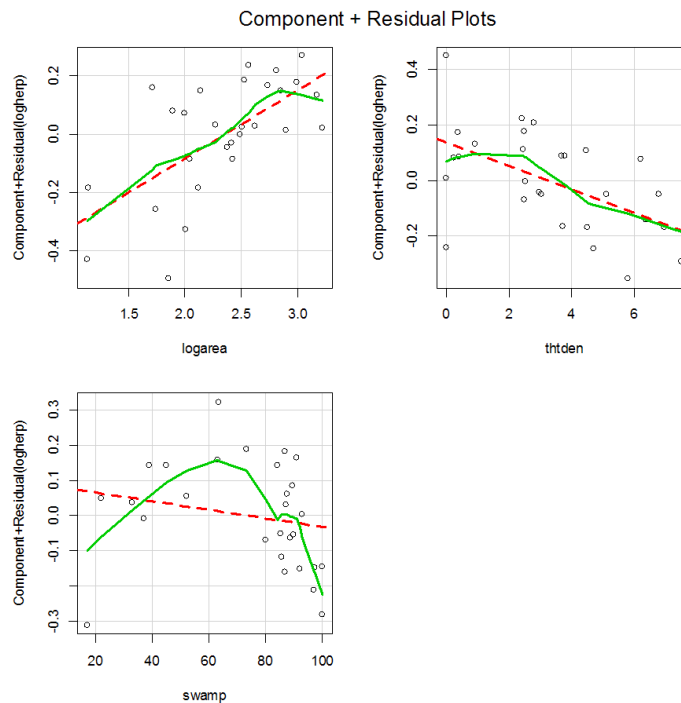 Component + Residual Plots
Component+Residual(logherp)
0.2
0.0
-0.2
-0.4
1.5 2.0 2.5 3.0
logarea
Component+Residual(logherp)
0.4
0.2
0.0
-0.2
0 2 4 6
thtden
Component+Residual(logherp)
0.3
0.2
0.1
0.0
-0.1
-0.3
20 40 60 80 100
swamp